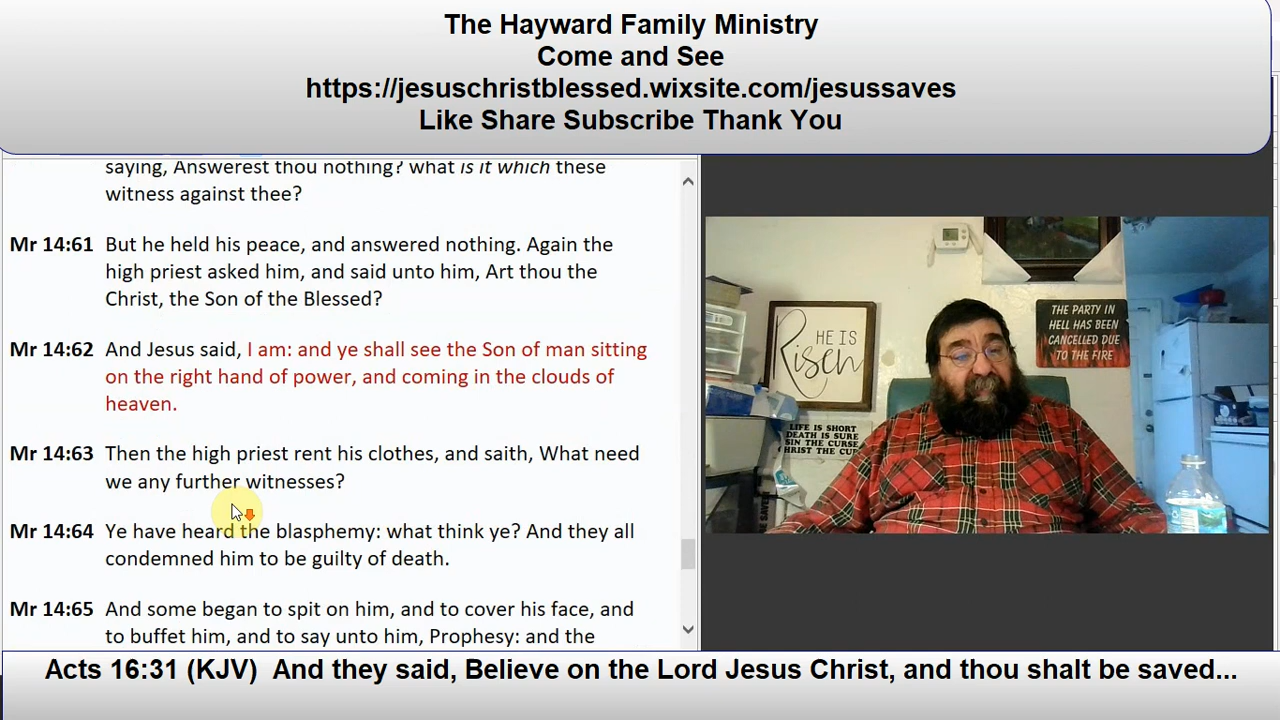 The Hayward Family Ministry
Come and See
https://jesuschristblessed.wixsite.com/jesussaves
Like Share Subscribe Thank You
saying, Answerest thou nothing? what is it which these
witness against thee?
Mr 14:61 But he held his peace, and answered nothing. Again the
high priest asked him, and said unto him, Art thou the
Christ, the Son of the Blessed?
Mr 14:62 And Jesus said, I am: and ye shall see the Son of man sitting
on the right hand of power, and coming in the clouds of
heaven.
Mr 14:63 Then the high priest rent his clothes, and saith, What need
we any further witnesses?
Mr 14:64 Ye have heard the blasphemy: what think ye? And they all
condemned him to be guilty of death.
Mr 14:65 And some began to spit on him, and to cover his face, and
to buffet him, and to say unto him, Prophesy: and the
HE IS
Risen
THE PARTY IN
HELL HAS BEEN
CANCELLED DUE
TO THE FIRE
LIFE IS SHORT
DEATH IS SURE
SIN THE CURSE
CHRIST THE CUR
Acts 16:31 (KJV) And they said, Believe on the Lord Jesus Christ, and thou shalt be saved...